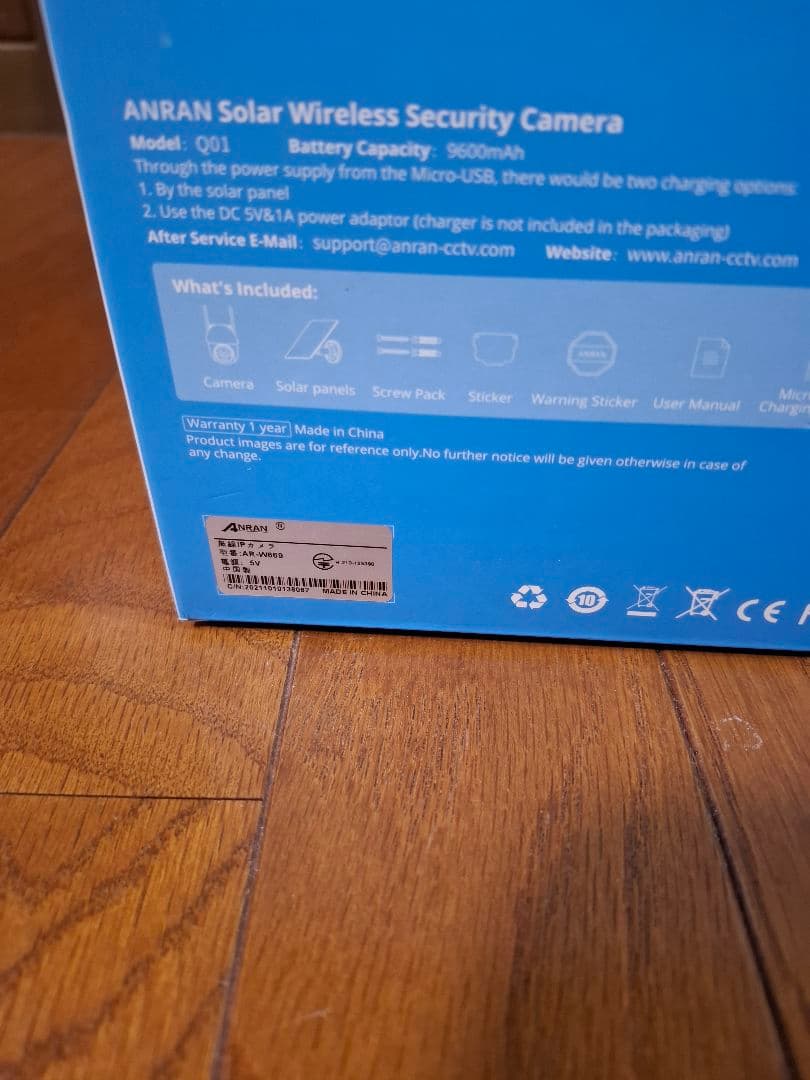 ANRAN Solar Wireless Security Camera
Model: Q01 Battery Capacity: 9600mAh
Through the power supply from the Micro-USB, there would be two charging options:
1. By the solar panel
2. Use the DC 5V&1A power adaptor (charger is not included in the packaging)
After Service E-Mail: support@anran-cctv.com Website: www.anran-cctv.com
What's Included:
Camera Solar panels Screw Pack Sticker Warning Sticker User Manual
ANRAN
Warranty 1 year Made in China
Product images are for reference only.No further notice will be given otherwise in case of
any change.
ANRAN ®
無線IPカメラ
型番:AR-W669
電源: 5V
中国製
C/N:20211010138067 MADE IN CHINA
10
CE